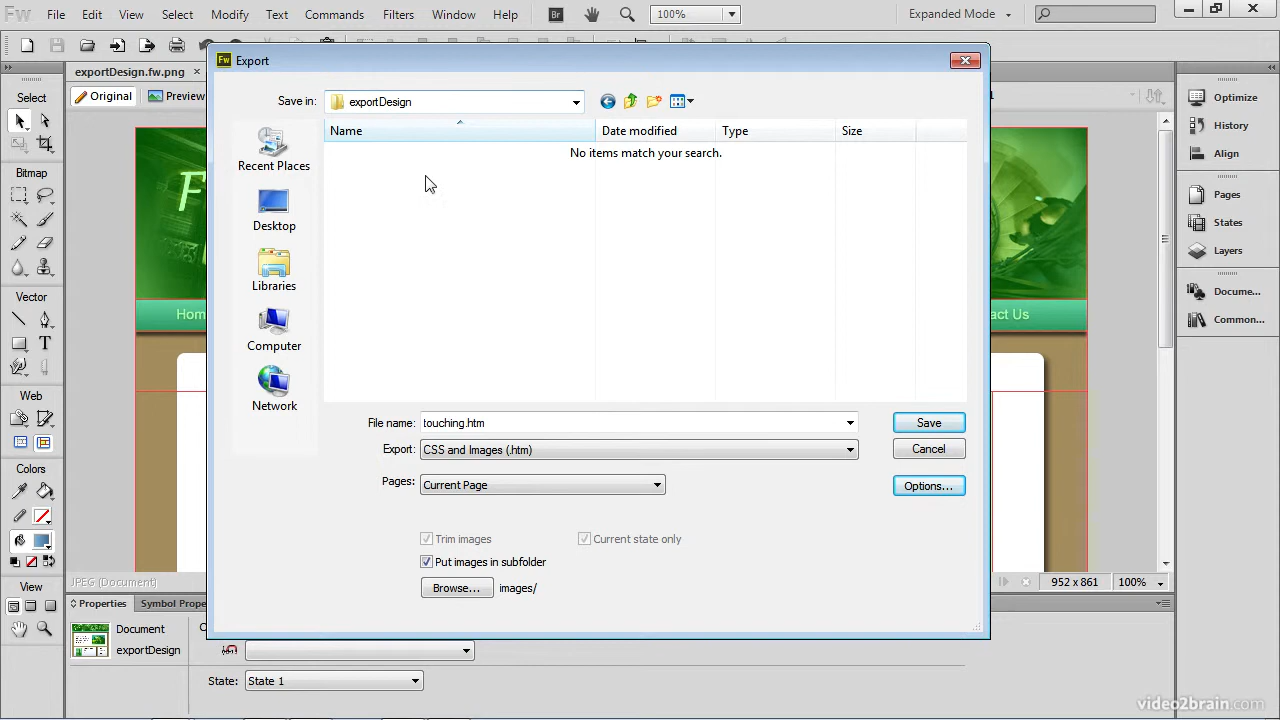 Fw File Edit View Select Modify Text Commands Filters Window Help Br 100% Expanded Mode
exportDesign.fw.png ×
Original Preview
Fw Export
Save in: exportDesign
Name Date modified Type Size
No items match your search.
Recent Places
Desktop
Libraries
Computer
Network
File name: touching.htm Save
Export: CSS and Images (.htm) Cancel
Pages: Current Page Options...
Trim images Current state only
Put images in subfolder
Browse... images/
Select
Bitmap
Vector
T
Web
Colors
View
F
Hom
act Us
1
Optimize
History
Align
Pages
States
Layers
Docume...
Common...
JPEG (Document) 952 x 861 100%
Properties Symbol Prope
Document
exportDesign
State: State 1
video2brain.com